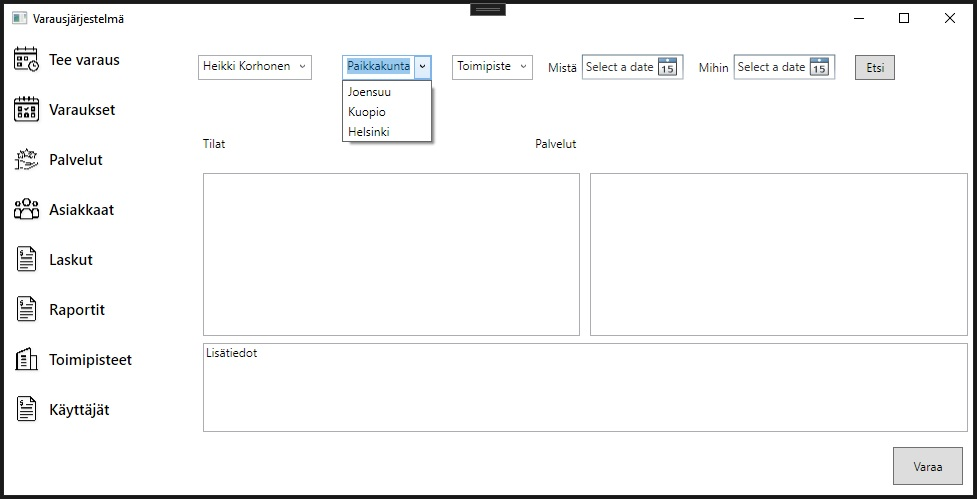 Varausjärjestelmä
Tee varaus
Varaukset
Palvelut
Asiakkaat
Laskut
Raportit
Toimipisteet
Käyttäjät
Heikki Korhonen
Paikkakunta
Toimipiste
Mistä
Select a date
15
Mihin
Select a date
15
Etsi
Joensuu
Kuopio
Helsinki
Tilat
Palvelut
Lisätiedot
Varaa